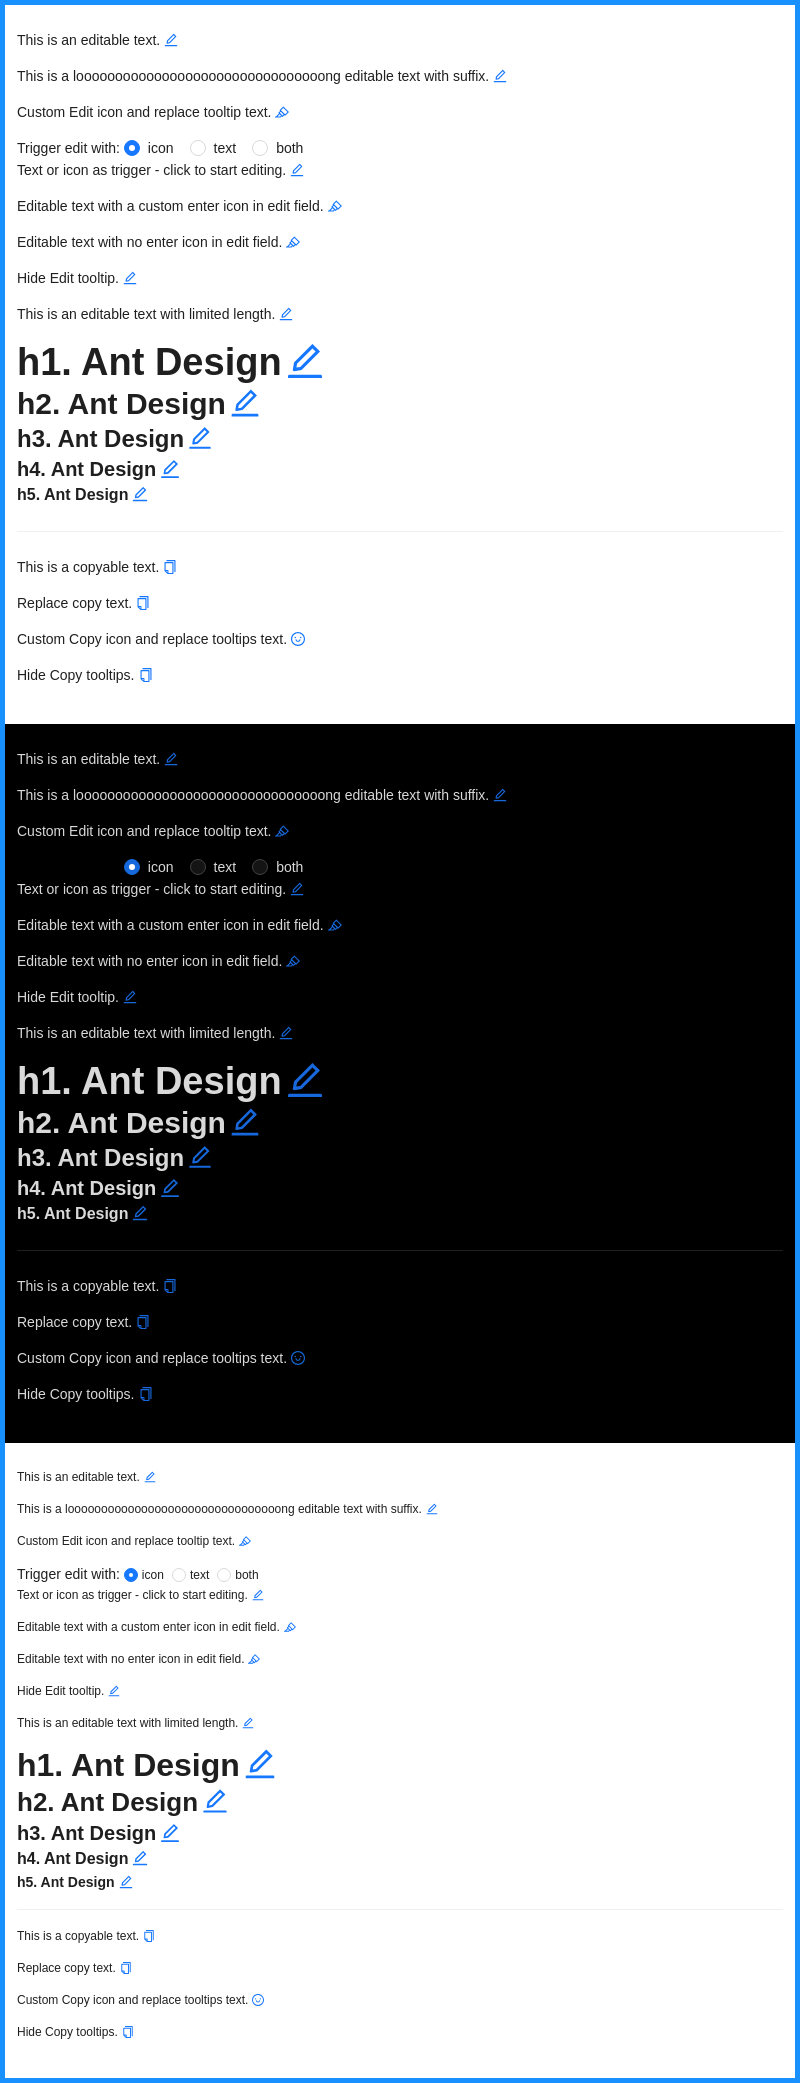 This is an editable text.
This is a loooooooooooooooooooooooooooooooong editable text with suffix.
Custom Edit icon and replace tooltip text.
Trigger edit with: icon text both
Text or icon as trigger - click to start editing.
Editable text with a custom enter icon in edit field.
Editable text with no enter icon in edit field.
Hide Edit tooltip.
This is an editable text with limited length.
h1. Ant Design
h2. Ant Design
h3. Ant Design
h4. Ant Design
h5. Ant Design
This is a copyable text.
Replace copy text.
Custom Copy icon and replace tooltips text.
Hide Copy tooltips.
This is an editable text.
This is a loooooooooooooooooooooooooooooooong editable text with suffix.
Custom Edit icon and replace tooltip text.
icon text both
Text or icon as trigger - click to start editing.
Editable text with a custom enter icon in edit field.
Editable text with no enter icon in edit field.
Hide Edit tooltip.
This is an editable text with limited length.
h1. Ant Design
h2. Ant Design
h3. Ant Design
h4. Ant Design
h5. Ant Design
This is a copyable text.
Replace copy text.
Custom Copy icon and replace tooltips text.
Hide Copy tooltips.
This is an editable text.
This is a loooooooooooooooooooooooooooooooong editable text with suffix.
Custom Edit icon and replace tooltip text.
Trigger edit with: icon text both
Text or icon as trigger - click to start editing.
Editable text with a custom enter icon in edit field.
Editable text with no enter icon in edit field.
Hide Edit tooltip.
This is an editable text with limited length.
h1. Ant Design
h2. Ant Design
h3. Ant Design
h4. Ant Design
h5. Ant Design
This is a copyable text.
Replace copy text.
Custom Copy icon and replace tooltips text.
Hide Copy tooltips.